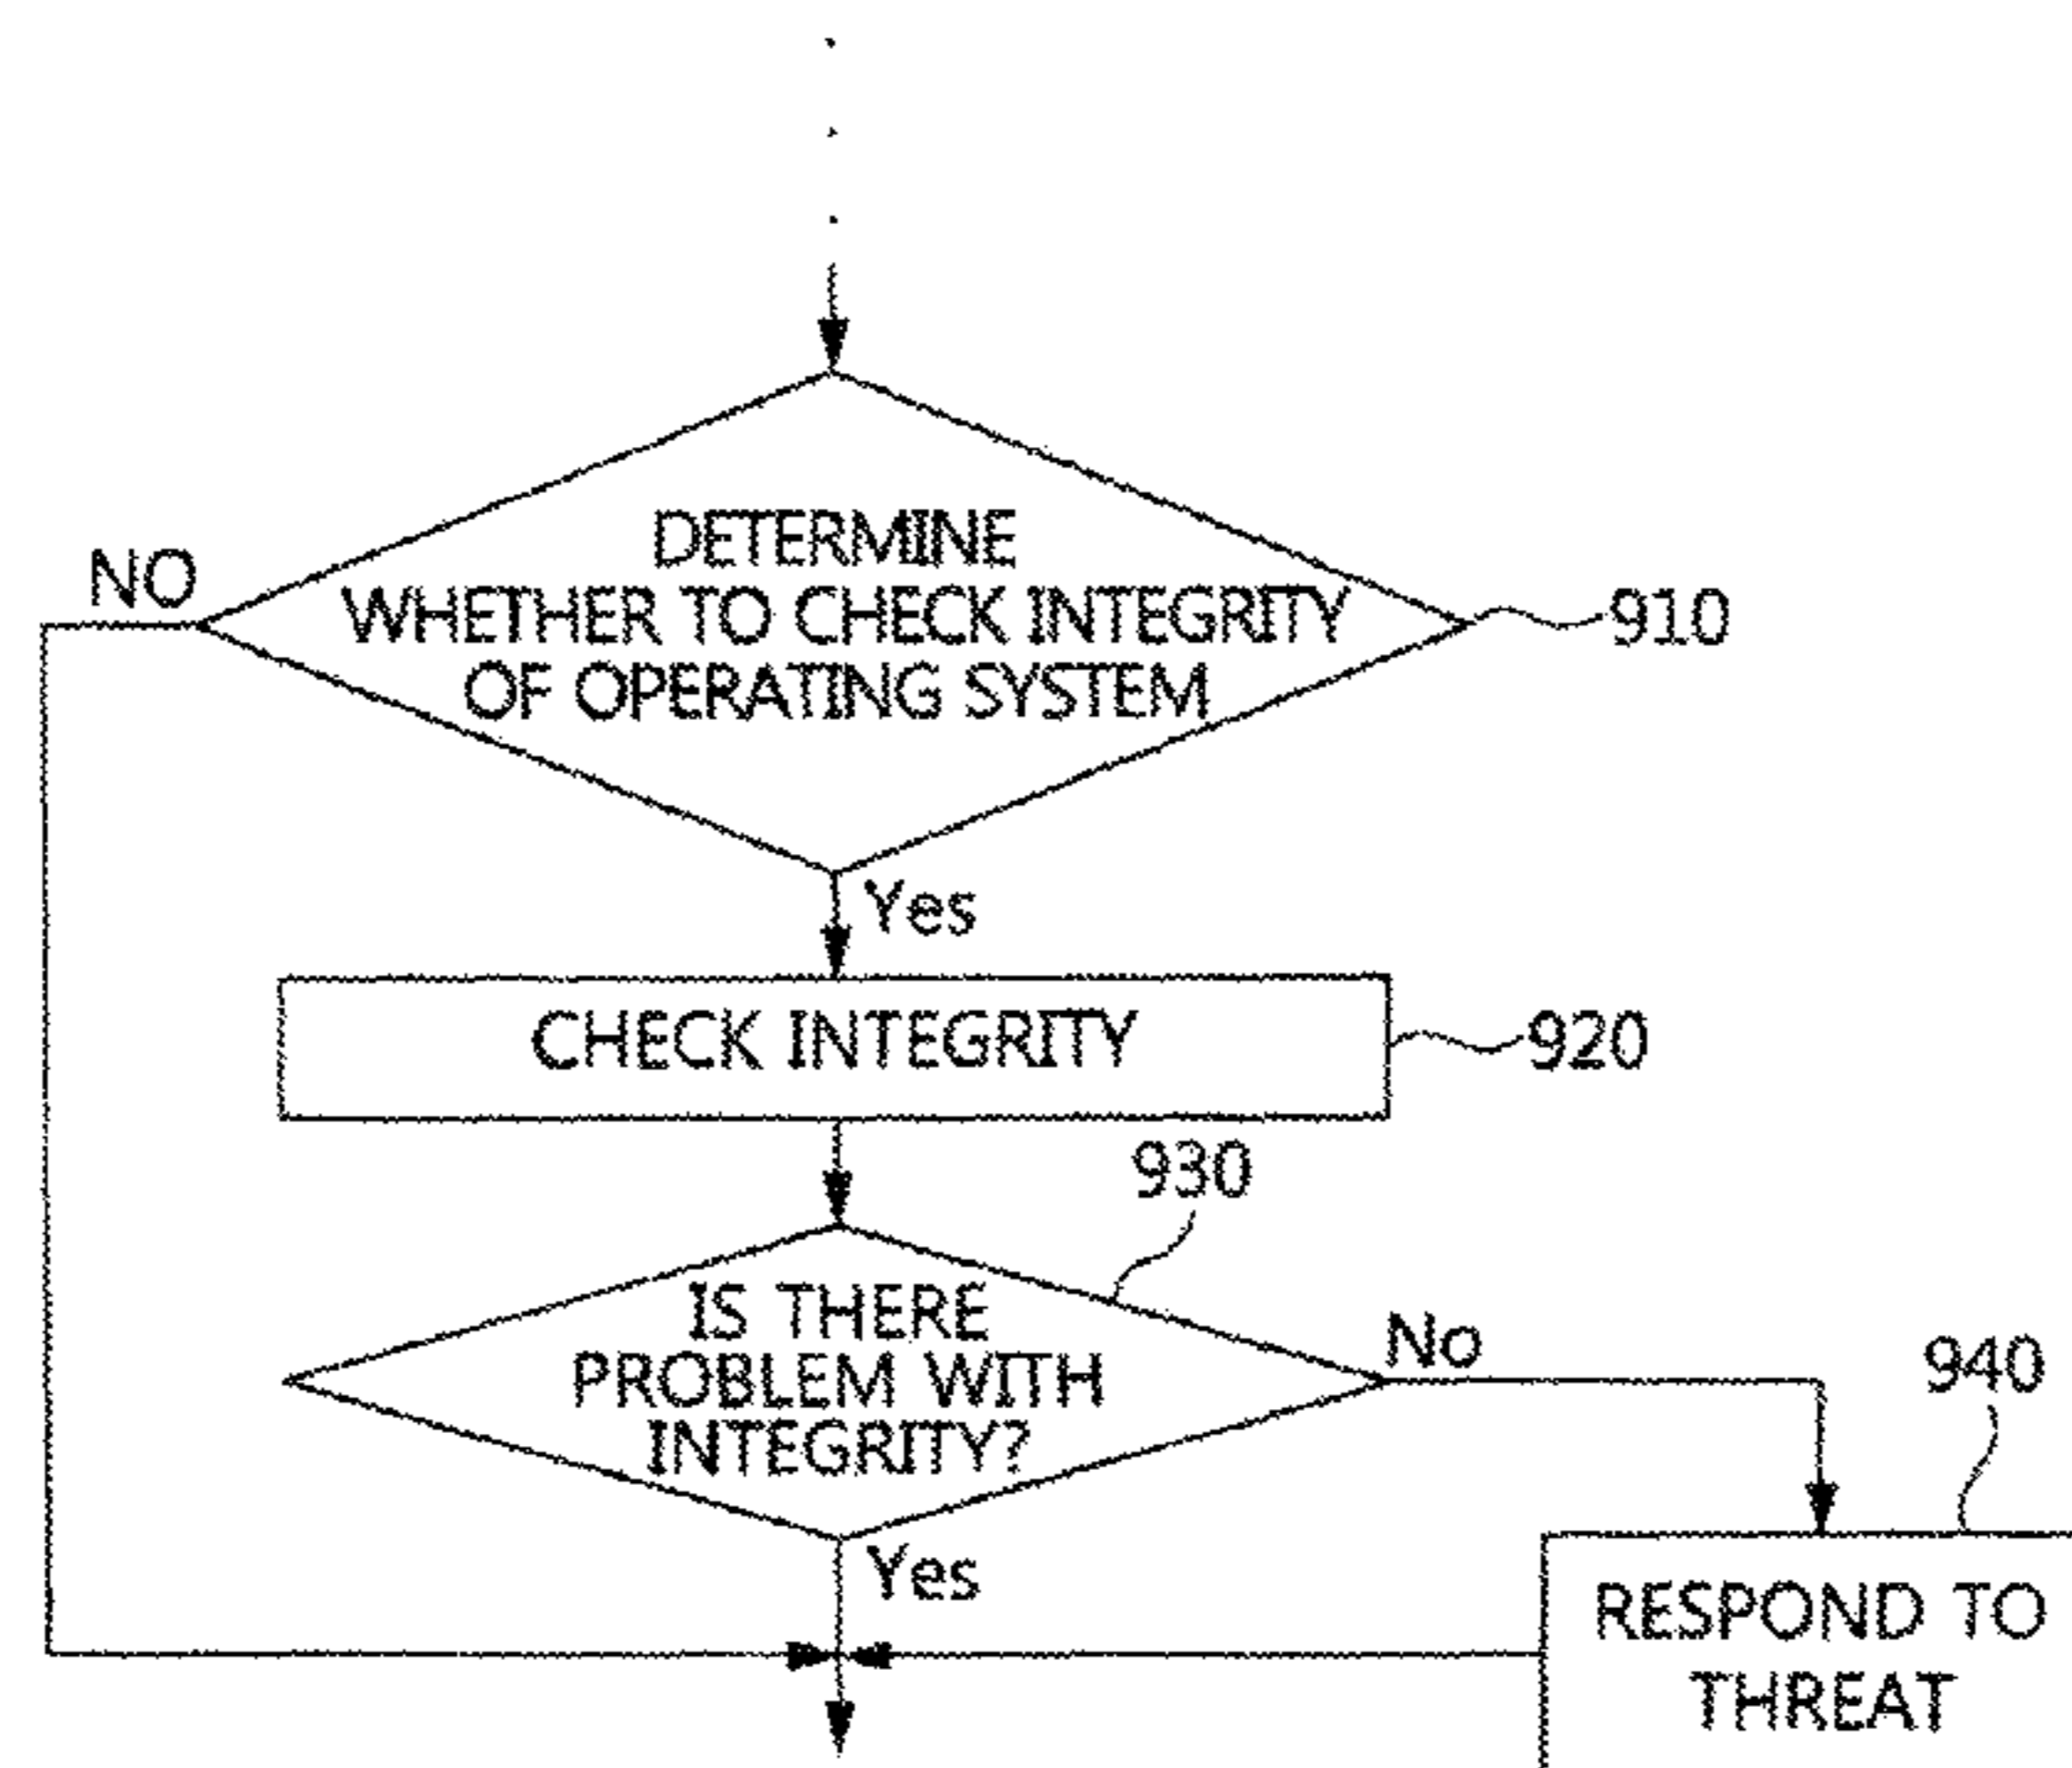 DETERMINE
WHETHER TO CHECK INTEGRITY
OF OPERATING SYSTEM
910
NO
Yes
CHECK INTEGRITY
920
930
IS THERE
PROBLEM WITH
INTEGRITY?
No
940
Yes
RESPOND TO
THREAT